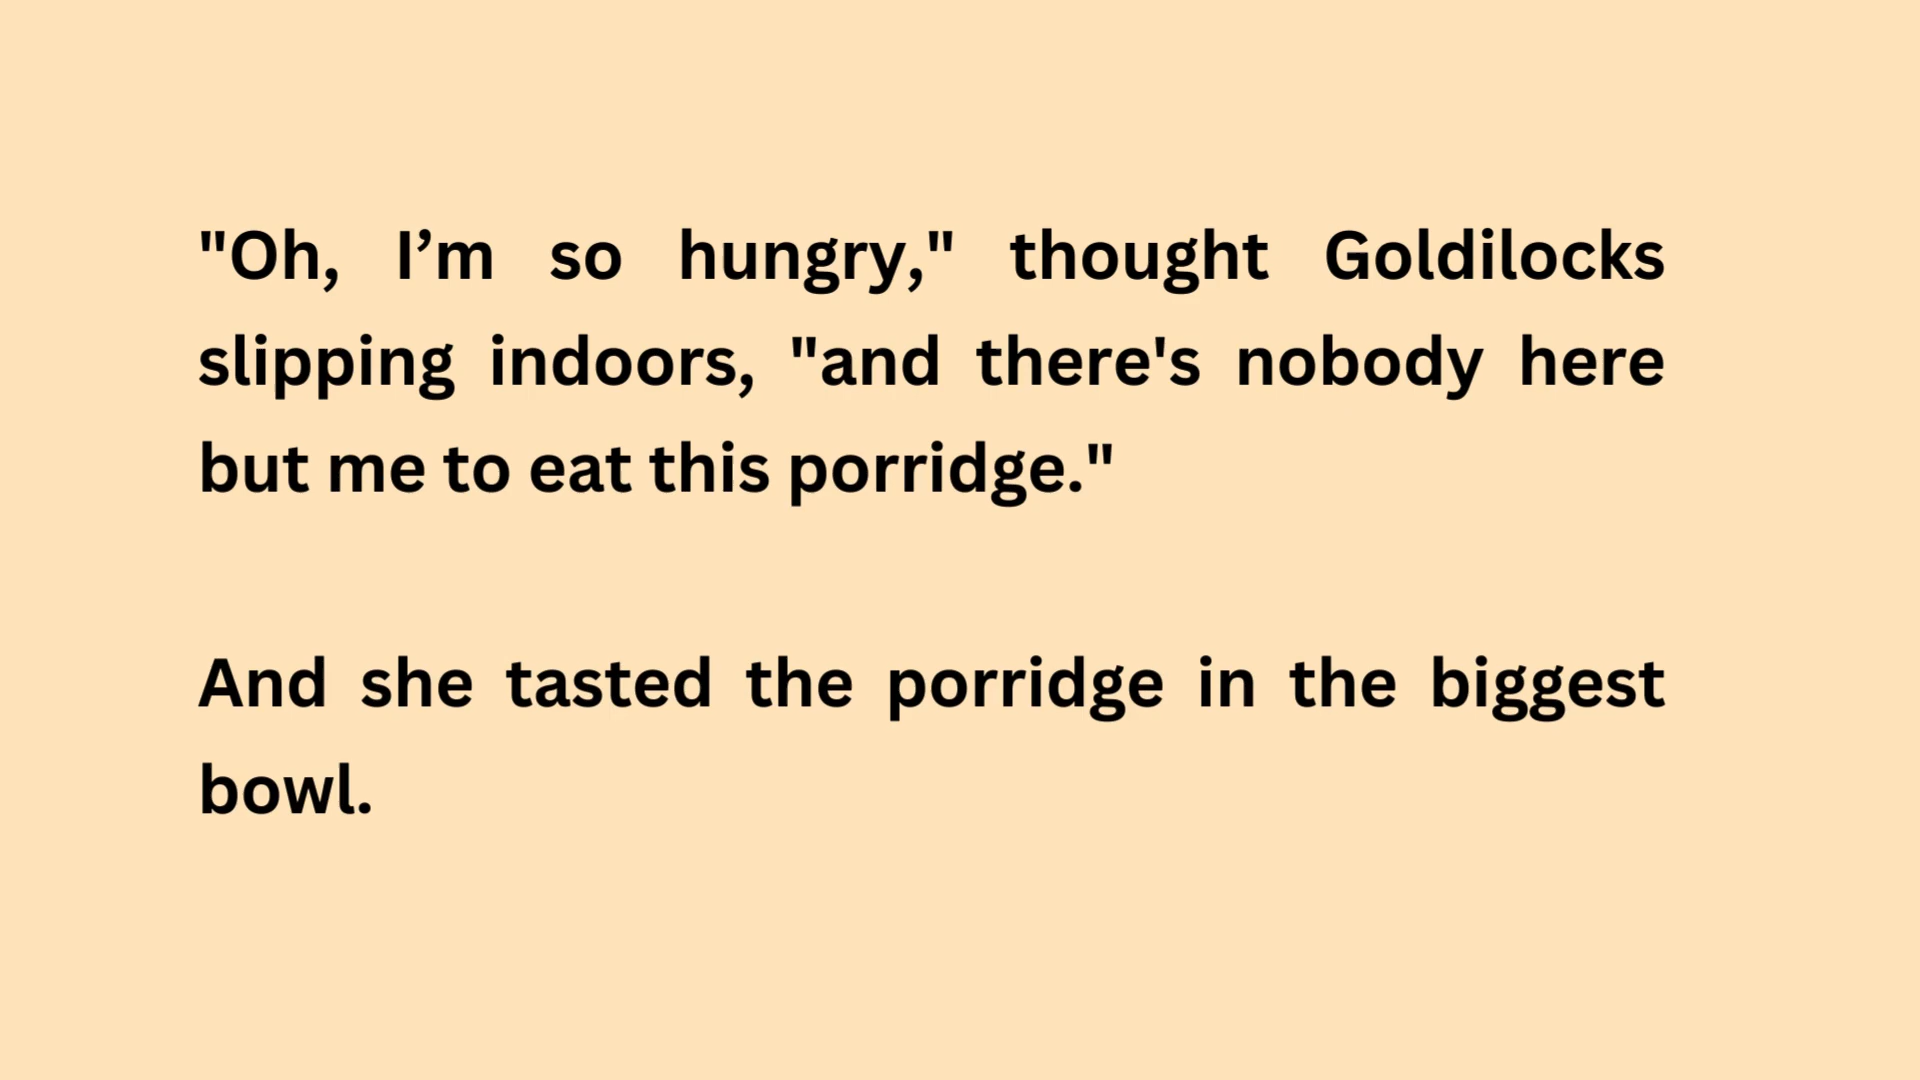 "Oh, I’m so hungry," thought Goldilocks
slipping indoors, "and there's nobody here
but me to eat this porridge."
And she tasted the porridge in the biggest
bowl.